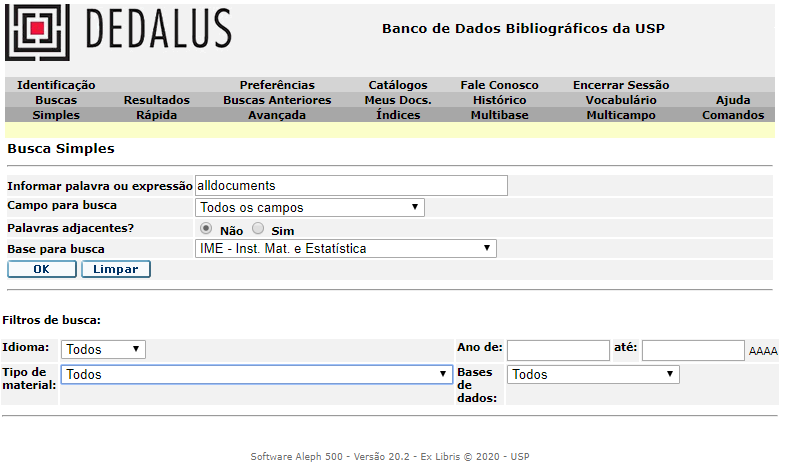 DEDALUS
Banco de Dados Bibliográficos da USP
Identificação Preferências Catálogos Fale Conosco Encerrar Sessão
Buscas Resultados Buscas Anteriores Meus Docs. Histórico Vocabulário Ajuda
Simples Rápida Avançada Índices Multibase Multicampo Comandos
Busca Simples
Informar palavra ou expressão alldocuments
Campo para busca Todos os campos
Palavras adjacentes? Não Sim
Base para busca IME - Inst. Mat. e Estatística
OK Limpar
Filtros de busca:
Idioma: Todos Ano de: até: AAAA
Tipo de material: Todos Bases de dados: Todos
Software Aleph 500 - Versão 20.2 - Ex Libris © 2020 - USP